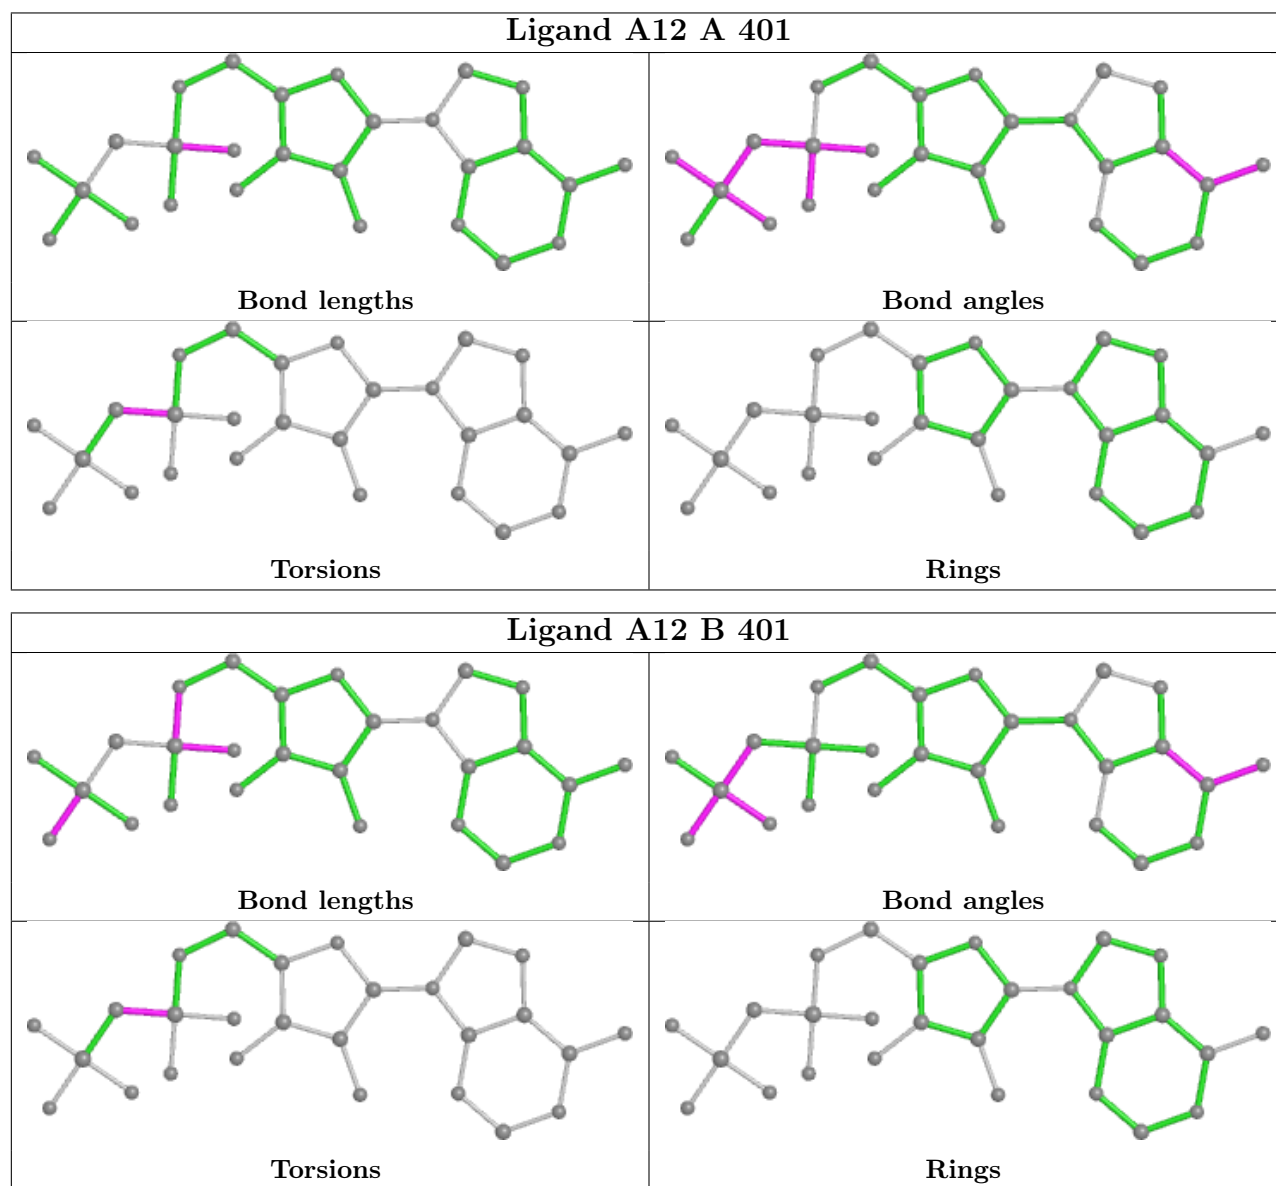 Ligand A12 A 401
Bond lengths
Bond angles
Torsions
Rings
Ligand A12 B 401
Bond lengths
Bond angles
Torsions
Rings